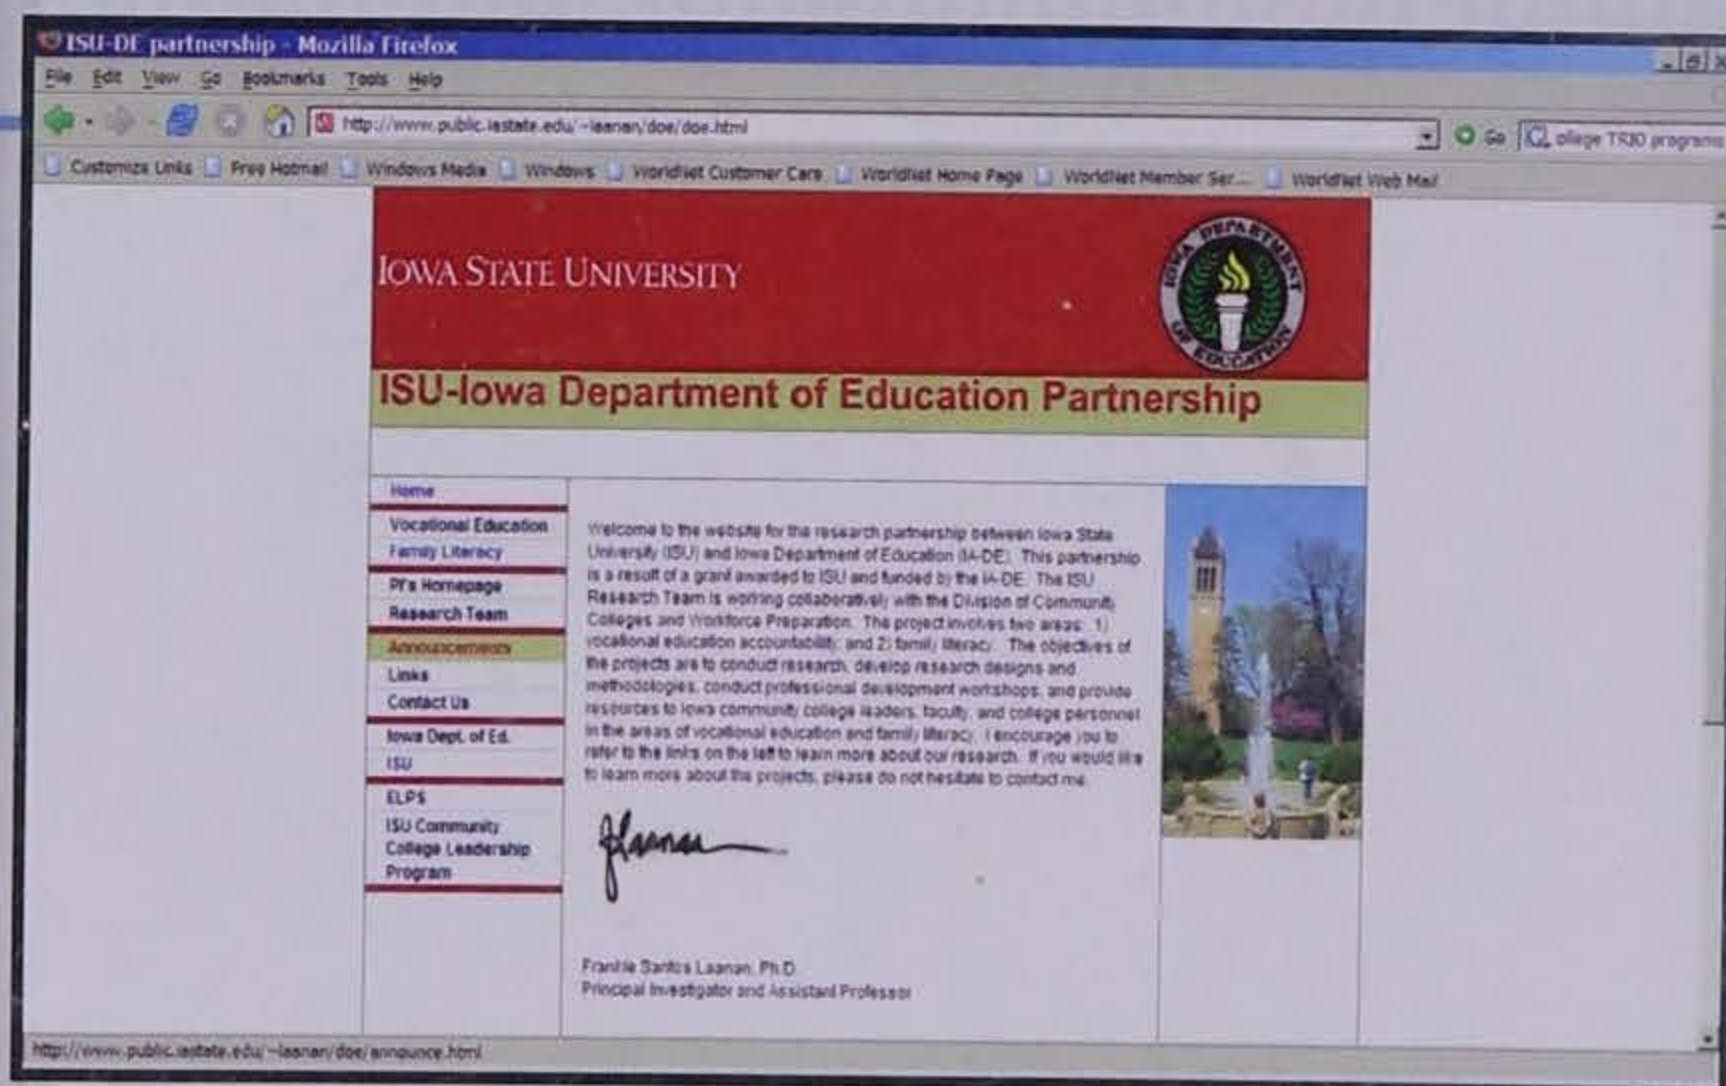 ISU-DE partnership - Mozilla Firefox
File Edit View Go Bookmarks Tools Help
http://www.public.iastate.edu/~laanan/doe/doe.html Go ollege TRIO programs
Customize Links Free Hotmail Windows Media Windows WorldNet Customer Care WorldNet Home Page WorldNet Member Ser... WorldNet Web Mail
IOWA STATE UNIVERSITY
IOWA DEPARTMENT OF EDUCATION
ISU-Iowa Department of Education Partnership
Home
Vocational Education
Family Literacy
PI's Homepage
Research Team
Announcements
Links
Contact Us
Iowa Dept. of Ed.
ISU
ELPS
ISU Community
College Leadership
Program
Welcome to the website for the research partnership between Iowa State
University (ISU) and Iowa Department of Education (IA-DE). This partnership
is a result of a grant awarded to ISU and funded by the IA-DE. The ISU
Research Team is working collaboratively with the Division of Community
Colleges and Workforce Preparation. The project involves two areas: 1)
vocational education accountability; and 2) family literacy. The objectives of
the projects are to conduct research, develop research designs and
methodologies, conduct professional development workshops, and provide
resources to Iowa community college leaders, faculty, and college personnel
in the areas of vocational education and family literacy. I encourage you to
refer to the links on the left to learn more about our research. If you would like
to learn more about the projects, please do not hesitate to contact me.
JLaanan
Frankie Santos Laanan, Ph.D.
Principal Investigator and Assistant Professor
http://www.public.iastate.edu/~laanan/doe/announce.html